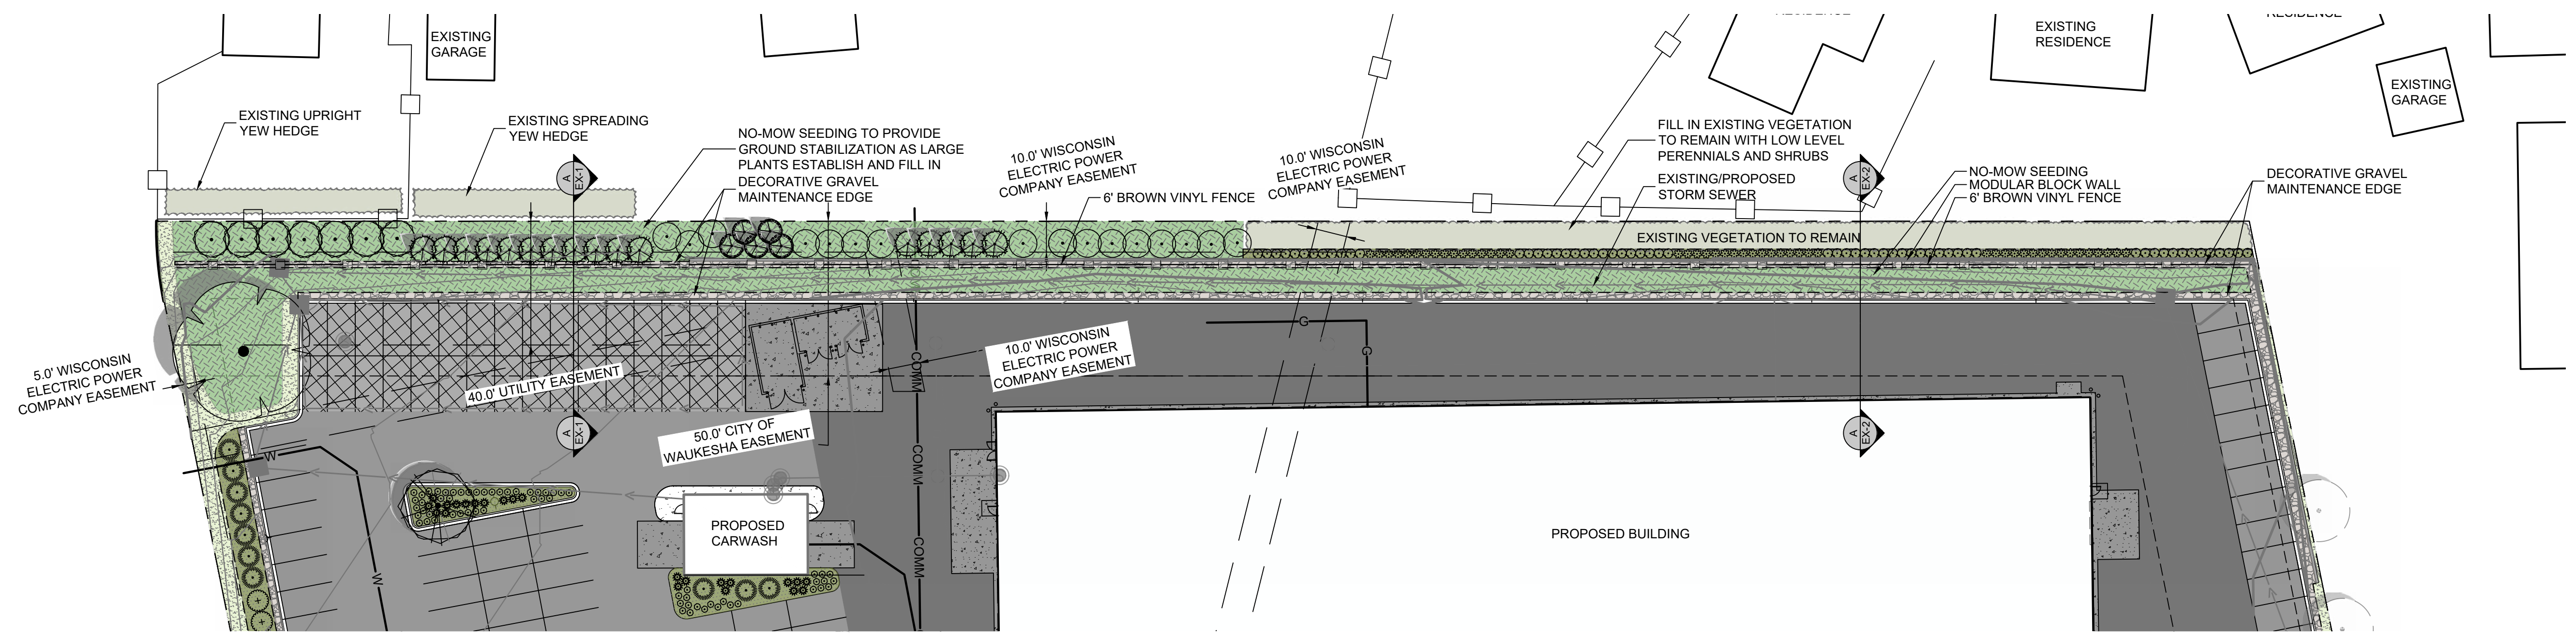 RESIDENCE
RESIDENCE
EXISTING
GARAGE
EXISTING
RESIDENCE
EXISTING
GARAGE
EXISTING UPRIGHT
YEW HEDGE
EXISTING SPREADING
YEW HEDGE
NO-MOW SEEDING TO PROVIDE
GROUND STABILIZATION AS LARGE
PLANTS ESTABLISH AND FILL IN
DECORATIVE GRAVEL
MAINTENANCE EDGE
10.0' WISCONSIN
ELECTRIC POWER
COMPANY EASEMENT
6' BROWN VINYL FENCE
10.0' WISCONSIN
ELECTRIC POWER
COMPANY EASEMENT
FILL IN EXISTING VEGETATION
TO REMAIN WITH LOW LEVEL
PERENNIALS AND SHRUBS
EXISTING/PROPOSED
STORM SEWER
NO-MOW SEEDING
MODULAR BLOCK WALL
6' BROWN VINYL FENCE
DECORATIVE GRAVEL
MAINTENANCE EDGE
A
EX-1
A
EX-2
EXISTING VEGETATION TO REMAIN
5.0' WISCONSIN
ELECTRIC POWER
COMPANY EASEMENT
40.0' UTILITY EASEMENT
10.0' WISCONSIN
ELECTRIC POWER
COMPANY EASEMENT
G
G
COMM
50.0' CITY OF
WAUKESHA EASEMENT
A
EX-1
A
EX-2
W
COMM
PROPOSED
CARWASH
PROPOSED BUILDING
COMM
W